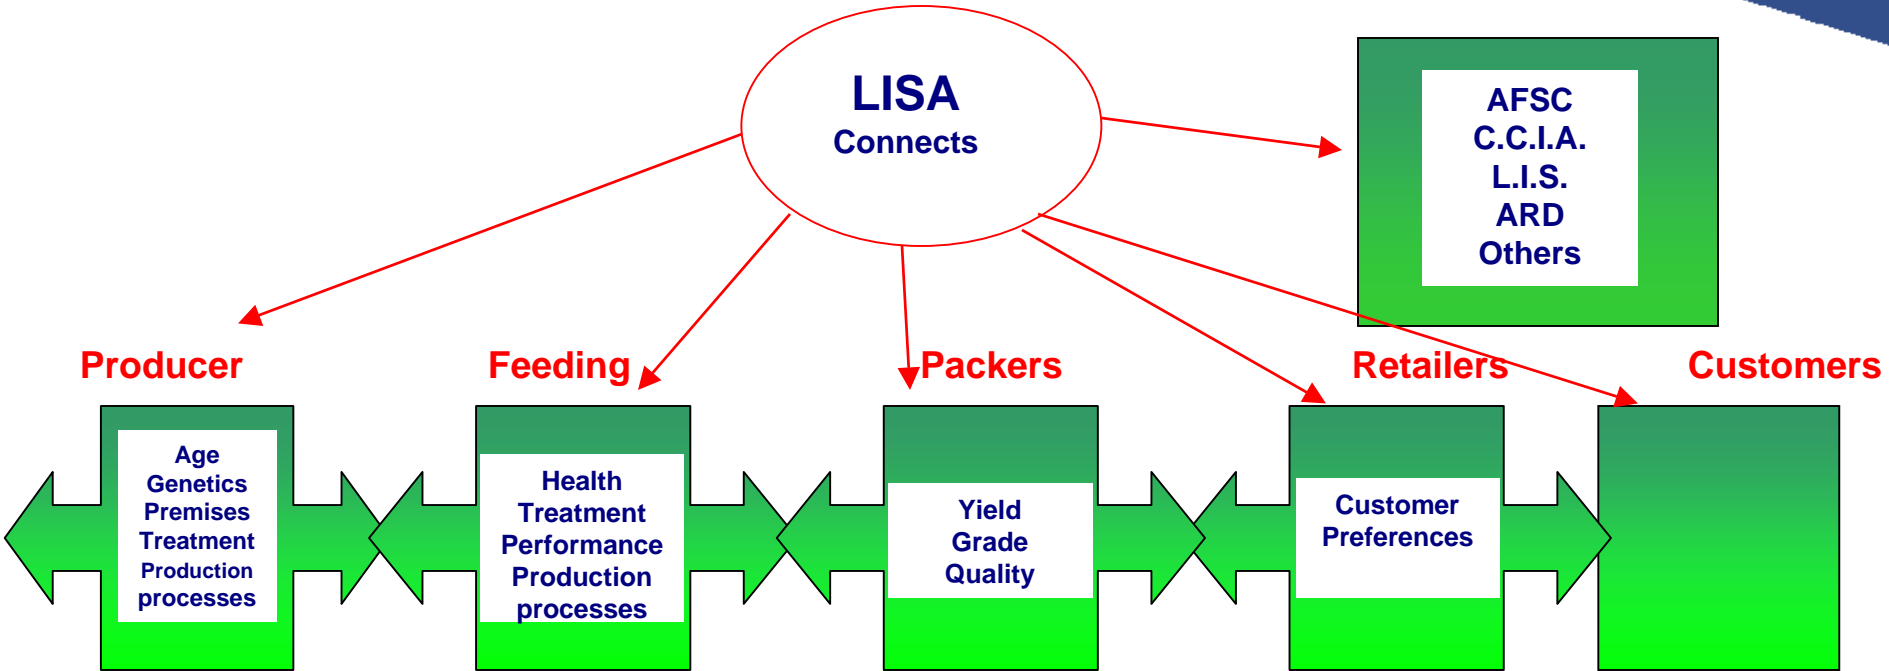 LISA
Connects
AFSC
C.C.I.A.
L.I.S.
ARD
Others
Producer
Feeding
Packers
Retailers
Customers
Age
Genetics
Premises
Treatment
Production
processes
Health
Treatment
Performance
Production
processes
Yield
Grade
Quality
Customer
Preferences